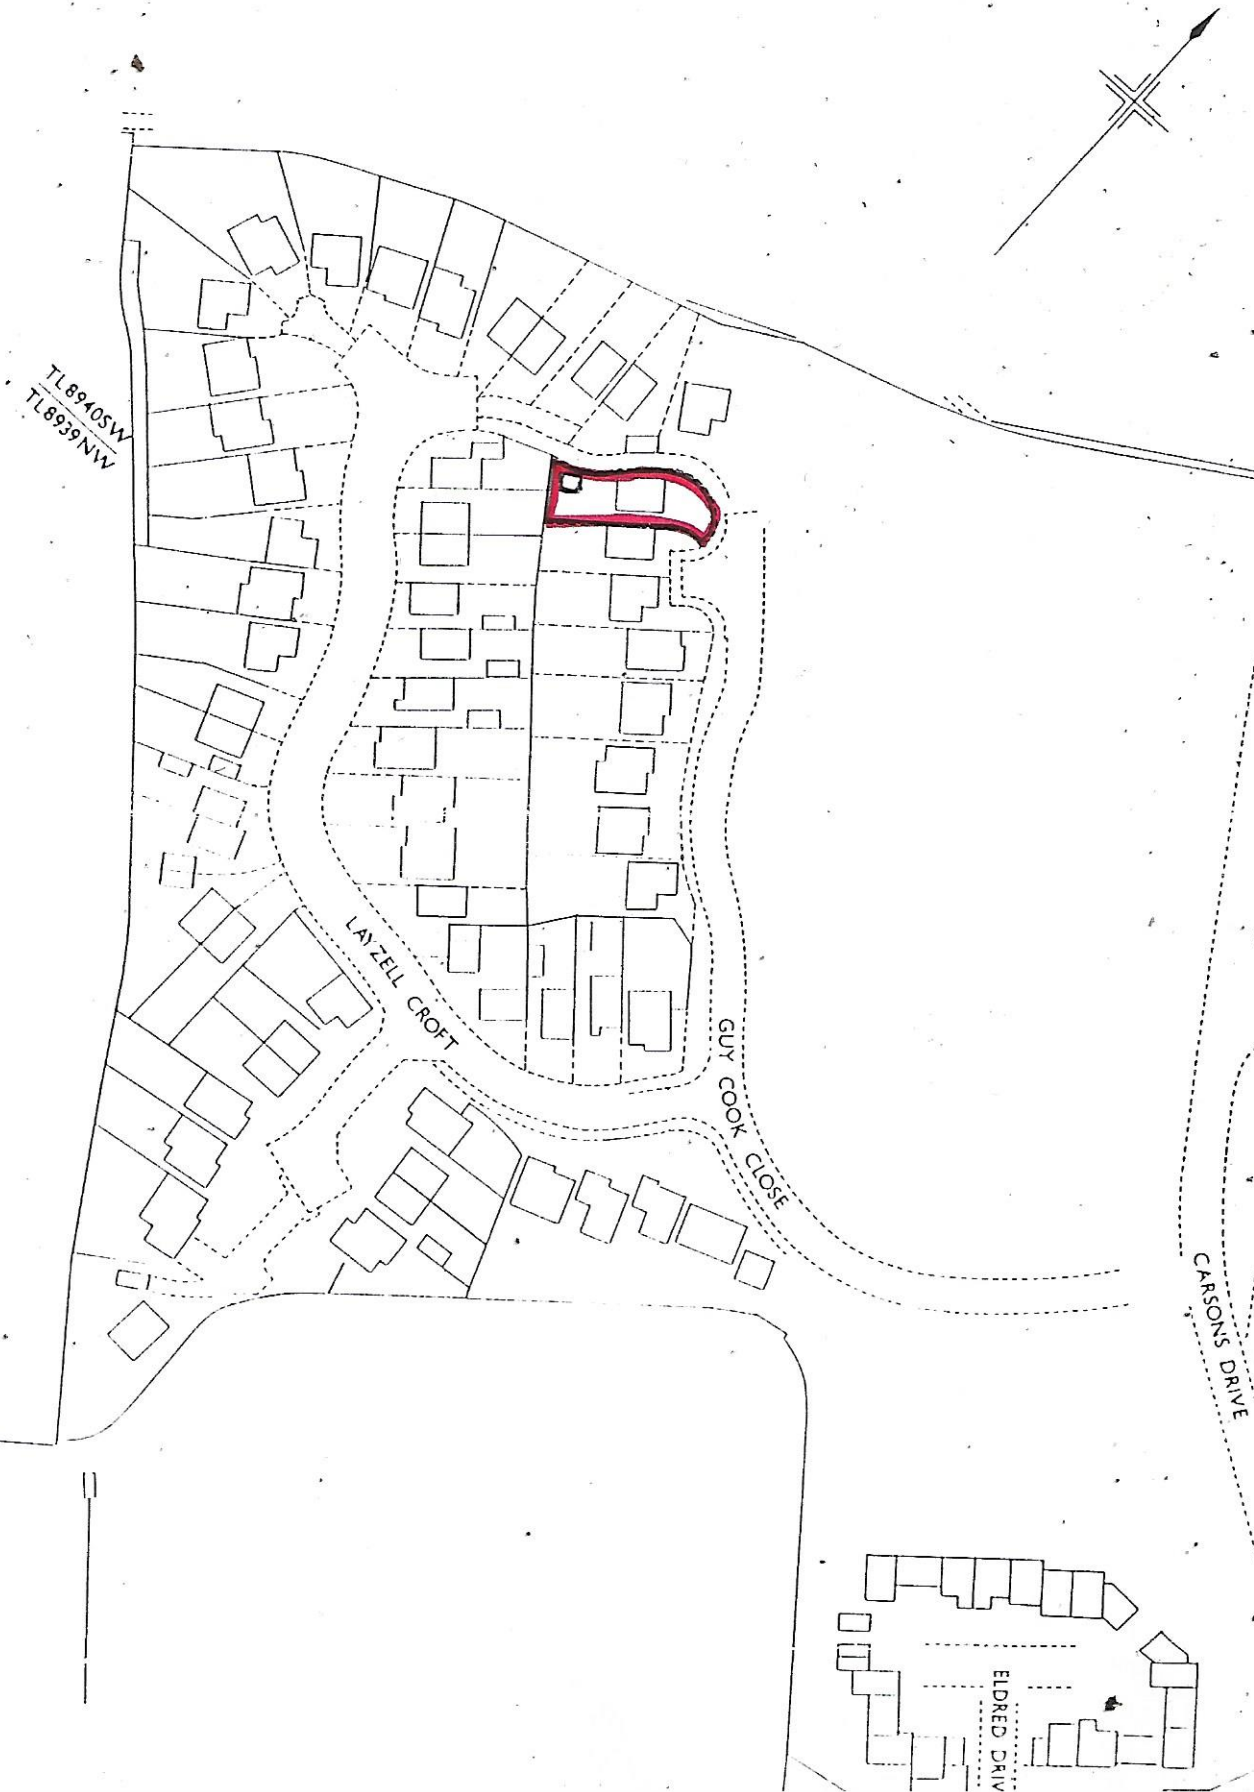 TL8940SW
TL8939NW
LAYZELL CROFT
GUY COOK CLOSE
CARSONS DRIVE
ELDRED DRIV